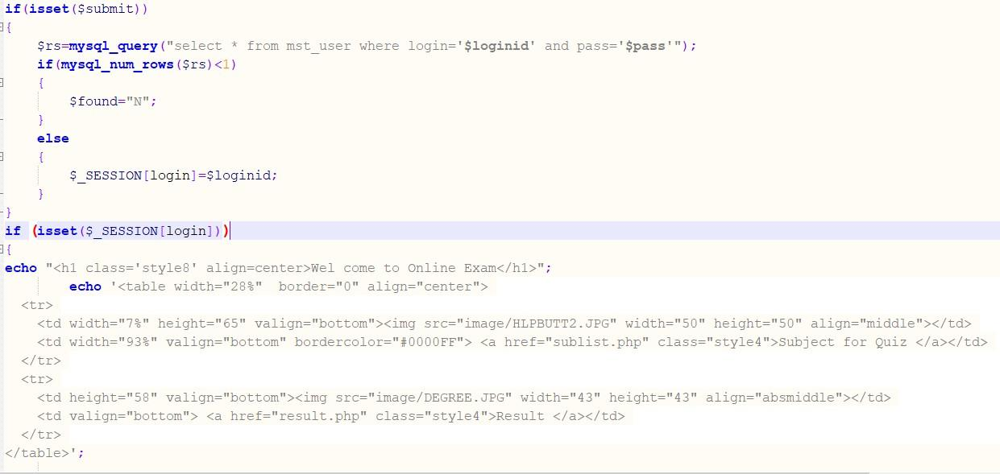 if(isset($submit))
{
$rs=mysql_query("select * from mst_user where login='$loginid' and pass='$pass'");
if(mysql_num_rows($rs)<1)
{
$found="N";
}
else
{
$_SESSION[login]=$loginid;
}
}
if (isset($_SESSION[login]))
{
echo "<h1 class='style8' align=center>Wel come to Online Exam</h1>";
echo '<table width="28%"  border="0" align="center">
<tr>
<td width="7%" height="65" valign="bottom"><img src="image/HLPBUTT2.JPG" width="50" height="50" align="middle"></td>
<td width="93%" valign="bottom" bordercolor="#0000FF"> <a href="sublist.php" class="style4">Subject for Quiz </a></td>
</tr>
<tr>
<td height="58" valign="bottom"><img src="image/DEGREE.JPG" width="43" height="43" align="absmiddle"></td>
<td valign="bottom"> <a href="result.php" class="style4">Result </a></td>
</tr>
</table>';